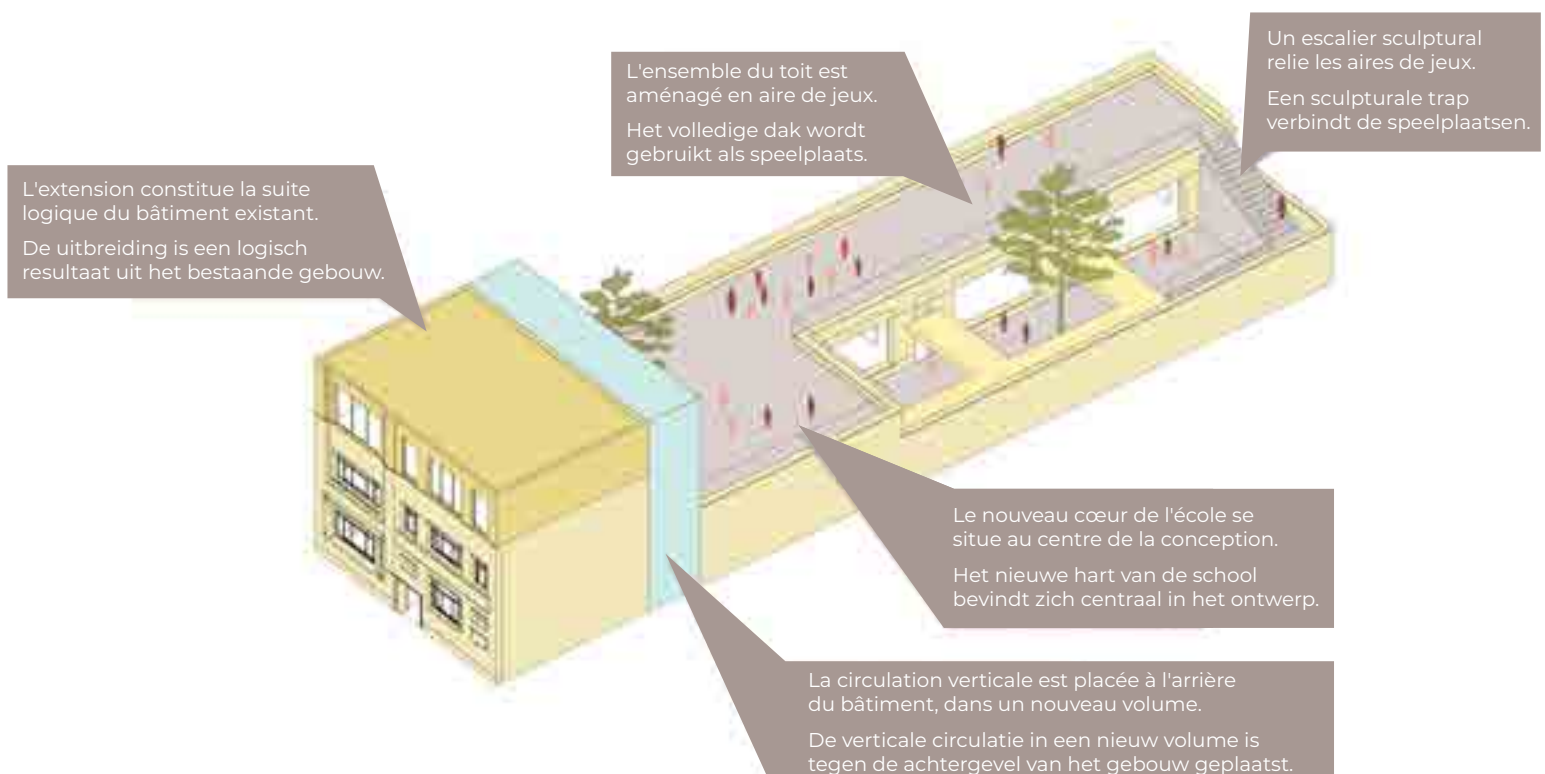 Un escalier sculptural
relie les aires de jeux.
Een sculpturale trap
verbindt de speelplaatsen.
L'ensemble du toit est
aménagé en aire de jeux.
Het volledige dak wordt
gebruikt als speelplaats.
L'extension constitue la suite
logique du bâtiment existant.
De uitbreiding is een logisch
resultaat uit het bestaande gebouw.
Le nouveau cœur de l'école se
situe au centre de la conception.
Het nieuwe hart van de school
bevindt zich centraal in het ontwerp.
La circulation verticale est placée à l'arrière
du bâtiment, dans un nouveau volume.
De verticale circulatie in een nieuw volume is
tegen de achtergevel van het gebouw geplaatst.